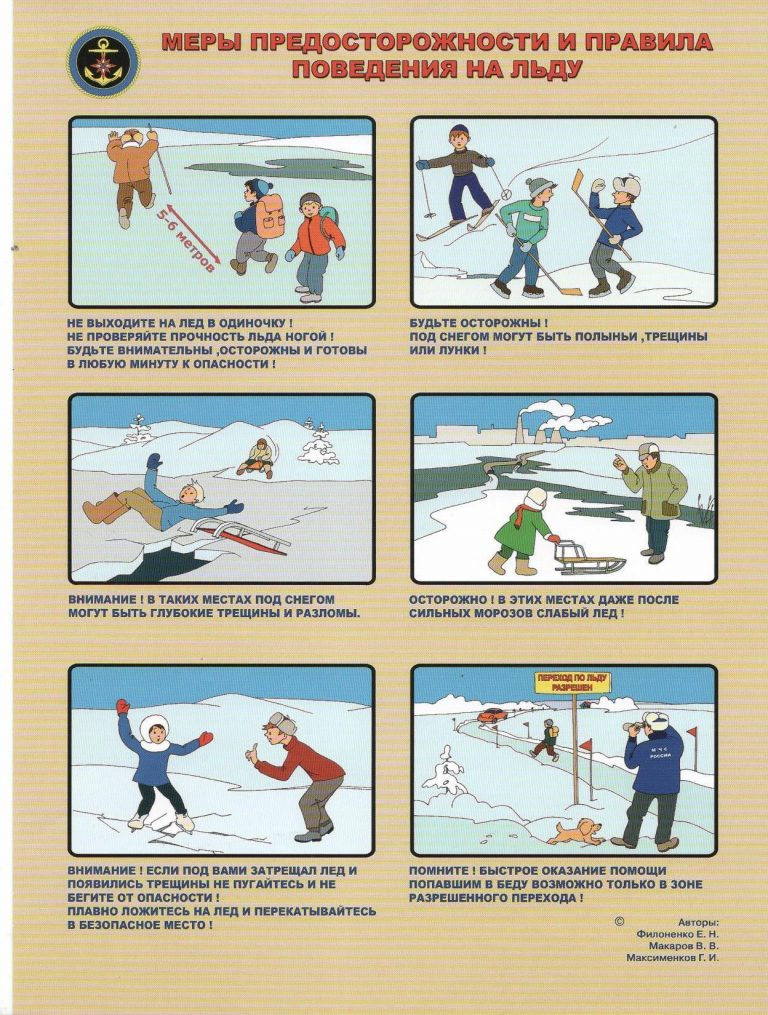 МЕРЫ ПРЕДОСТОРОЖНОСТИ И ПРАВИЛА
ПОВЕДЕНИЯ НА ЛЬДУ
5-6 метров
НЕ ВЫХОДИТЕ НА ЛЕД В ОДИНОЧКУ !
НЕ ПРОВЕРЯЙТЕ ПРОЧНОСТЬ ЛЬДА НОГОЙ !
БУДЬТЕ ВНИМАТЕЛЬНЫ ,ОСТОРОЖНЫ И ГОТОВЫ
В ЛЮБУЮ МИНУТУ К ОПАСНОСТИ !
БУДЬТЕ ОСТОРОЖНЫ !
ПОД СНЕГОМ МОГУТ БЫТЬ ПОЛЫНЬИ ,ТРЕЩИНЫ
ИЛИ ЛУНКИ !
ВНИМАНИЕ ! В ТАКИХ МЕСТАХ ПОД СНЕГОМ
МОГУТ БЫТЬ ГЛУБОКИЕ ТРЕЩИНЫ И РАЗЛОМЫ.
ОСТОРОЖНО ! В ЭТИХ МЕСТАХ ДАЖЕ ПОСЛЕ
СИЛЬНЫХ МОРОЗОВ СЛАБЫЙ ЛЕД !
ПЕРЕХОД ПО ЛЬДУ
РАЗРЕШЕН
М Ч С
РОССИИ
ВНИМАНИЕ ! ЕСЛИ ПОД ВАМИ ЗАТРЕЩАЛ ЛЕД И
ПОЯВИЛИСЬ ТРЕЩИНЫ НЕ ПУГАЙТЕСЬ И НЕ
БЕГИТЕ ОТ ОПАСНОСТИ !
ПЛАВНО ЛОЖИТЕСЬ НА ЛЕД И ПЕРЕКАТЫВАЙТЕСЬ
В БЕЗОПАСНОЕ МЕСТО !
ПОМНИТЕ ! БЫСТРОЕ ОКАЗАНИЕ ПОМОЩИ
ПОПАВШИМ В БЕДУ ВОЗМОЖНО ТОЛЬКО В ЗОНЕ
РАЗРЕШЕННОГО ПЕРЕХОДА !
© Авторы:
Филоненко Е. Н.
Макаров В. В.
Максименков Г. И.